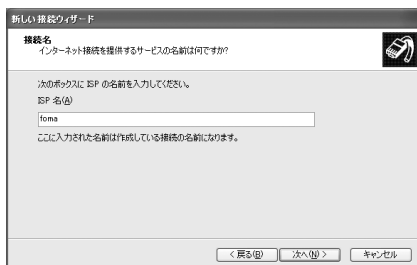 新しい接続ウィザード
接続名
インターネット接続を提供するサービスの名前は何ですか?
次のボックスに ISP の名前を入力してください。
ISP 名(A)
foma
ここに入力された名前は作成している接続の名前になります。
< 戻る(B)
次へ(N) >
キャンセル